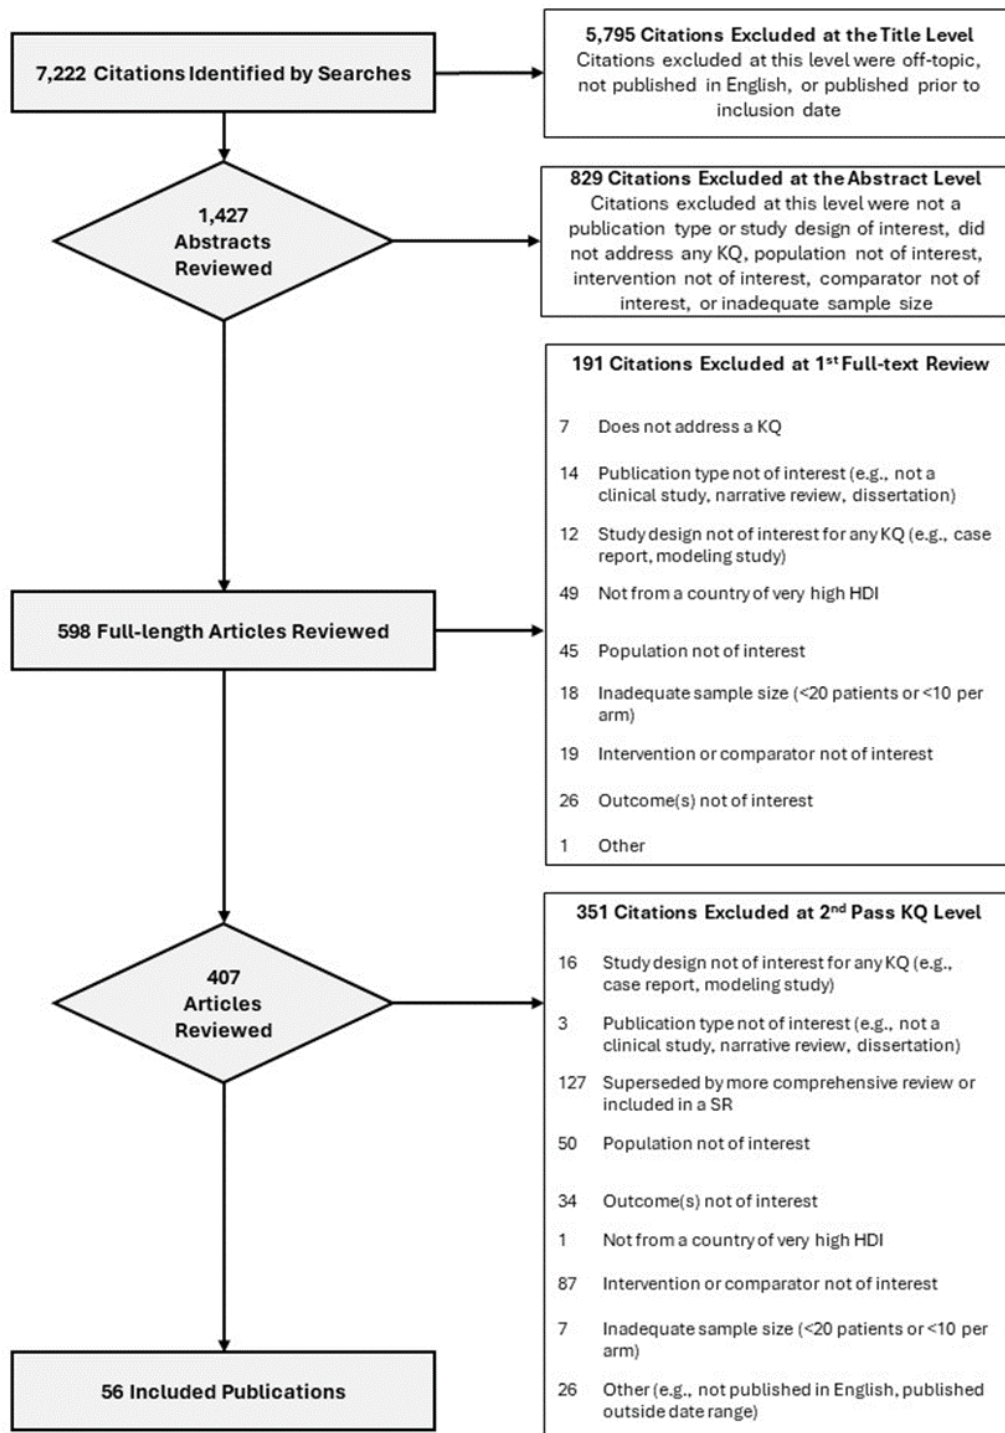 7,222 Citations Identified by Searches
5,795 Citations Excluded at the Title Level
Citations excluded at this level were off-topic,
not published in English, or published prior to
inclusion date
1,427
Abstracts
Reviewed
829 Citations Excluded at the Abstract Level
Citations excluded at this level were not a
publication type or study design of interest, did
not address any KQ, population not of interest,
intervention not of interest, comparator not of
interest, or inadequate sample size
598 Full-length Articles Reviewed
191 Citations Excluded at 1st Full-text Review
7 Does not address a KQ
14 Publication type not of interest (e.g., not a
clinical study, narrative review, dissertation)
12 Study design not of interest for any KQ (e.g., case
report, modeling study)
49 Not from a country of very high HDI
45 Population not of interest
18 Inadequate sample size (<20 patients or <10 per
arm)
19 Intervention or comparator not of interest
26 Outcome(s) not of interest
1 Other
407
Articles
Reviewed
351 Citations Excluded at 2nd Pass KQ Level
16 Study design not of interest for any KQ (e.g.,
case report, modeling study)
3 Publication type not of interest (e.g., not a
clinical study, narrative review, dissertation)
127 Superseded by more comprehensive review or
included in a SR
50 Population not of interest
34 Outcome(s) not of interest
1 Not from a country of very high HDI
87 Intervention or comparator not of interest
7 Inadequate sample size (<20 patients or <10 per
arm)
26 Other (e.g., not published in English, published
outside date range)
56 Included Publications